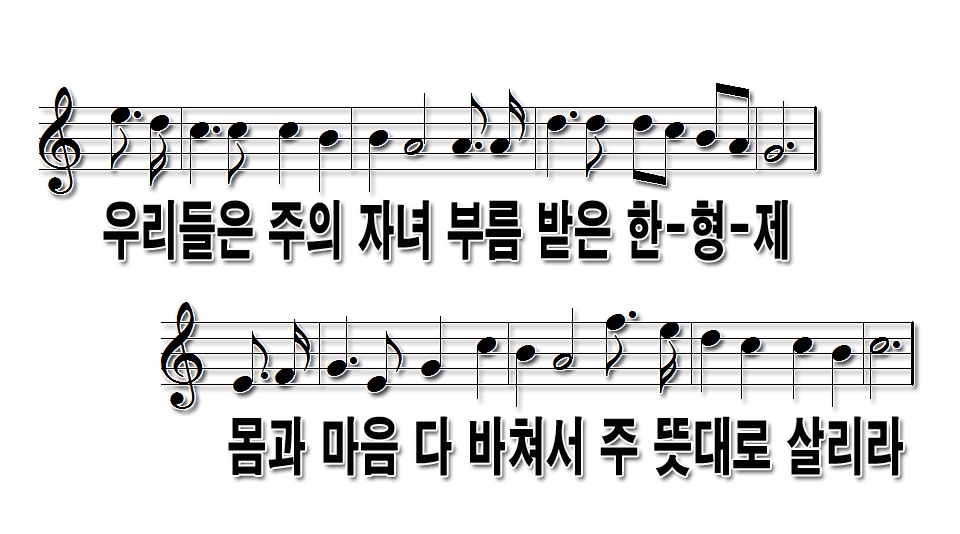 우리들은 주의 자녀 부름 받은 한-형-제
몸과 마음 다 바쳐서 주 뜻대로 살리라